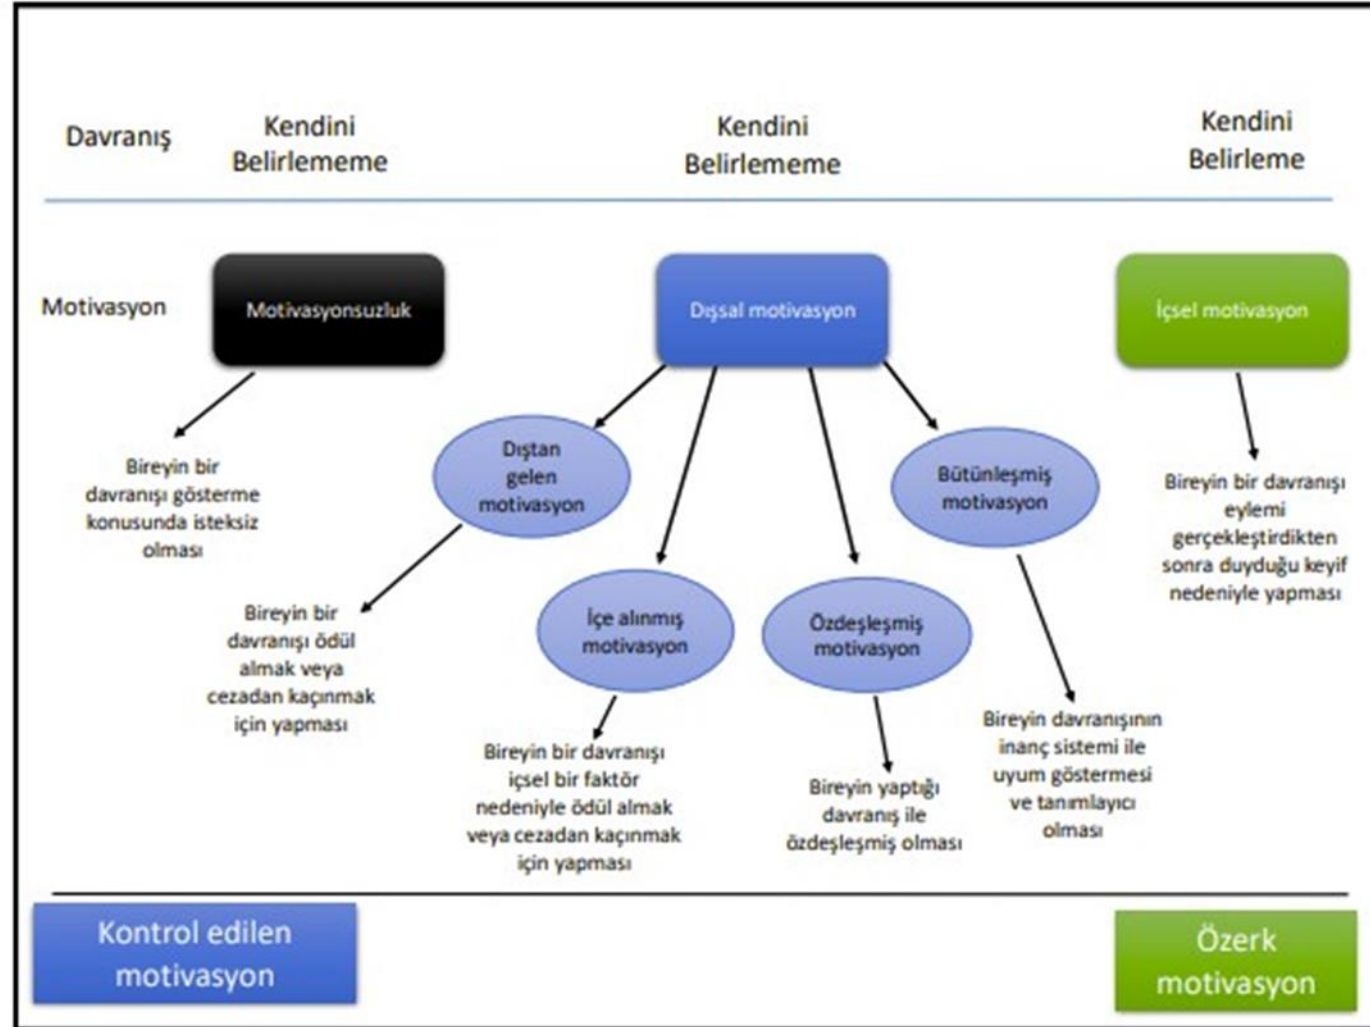 Davranış
Kendini
Belirlememe
Kendini
Belirlememe
Kendini
Belirleme
Motivasyon
Motivasyonsuzluk
Dışsal motivasyon
İçsel motivasyon
Bireyin bir
davranışı gösterme
konusunda isteksiz
olması
Dıştan
gelen
motivasyon
Bütünleşmiş
motivasyon
Bireyin bir davranışı
eylemi
gerçekleştirdikten
sonra duyduğu keyif
nedeniyle yapması
Bireyin bir
davranışı ödül
almak veya
cezadan kaçınmak
için yapması
İçe alınmış
motivasyon
Özdeşleşmiş
motivasyon
Bireyin bir davranışı
içsel bir faktör
nedeniyle ödül almak
veya cezadan kaçınmak
için yapması
Bireyin yaptığı
davranış ile
özdeşleşmiş olması
Bireyin davranışının
inanç sistemi ile
uyum göstermesi
ve tanımlayıcı
olması
Kontrol edilen
motivasyon
Özerk
motivasyon